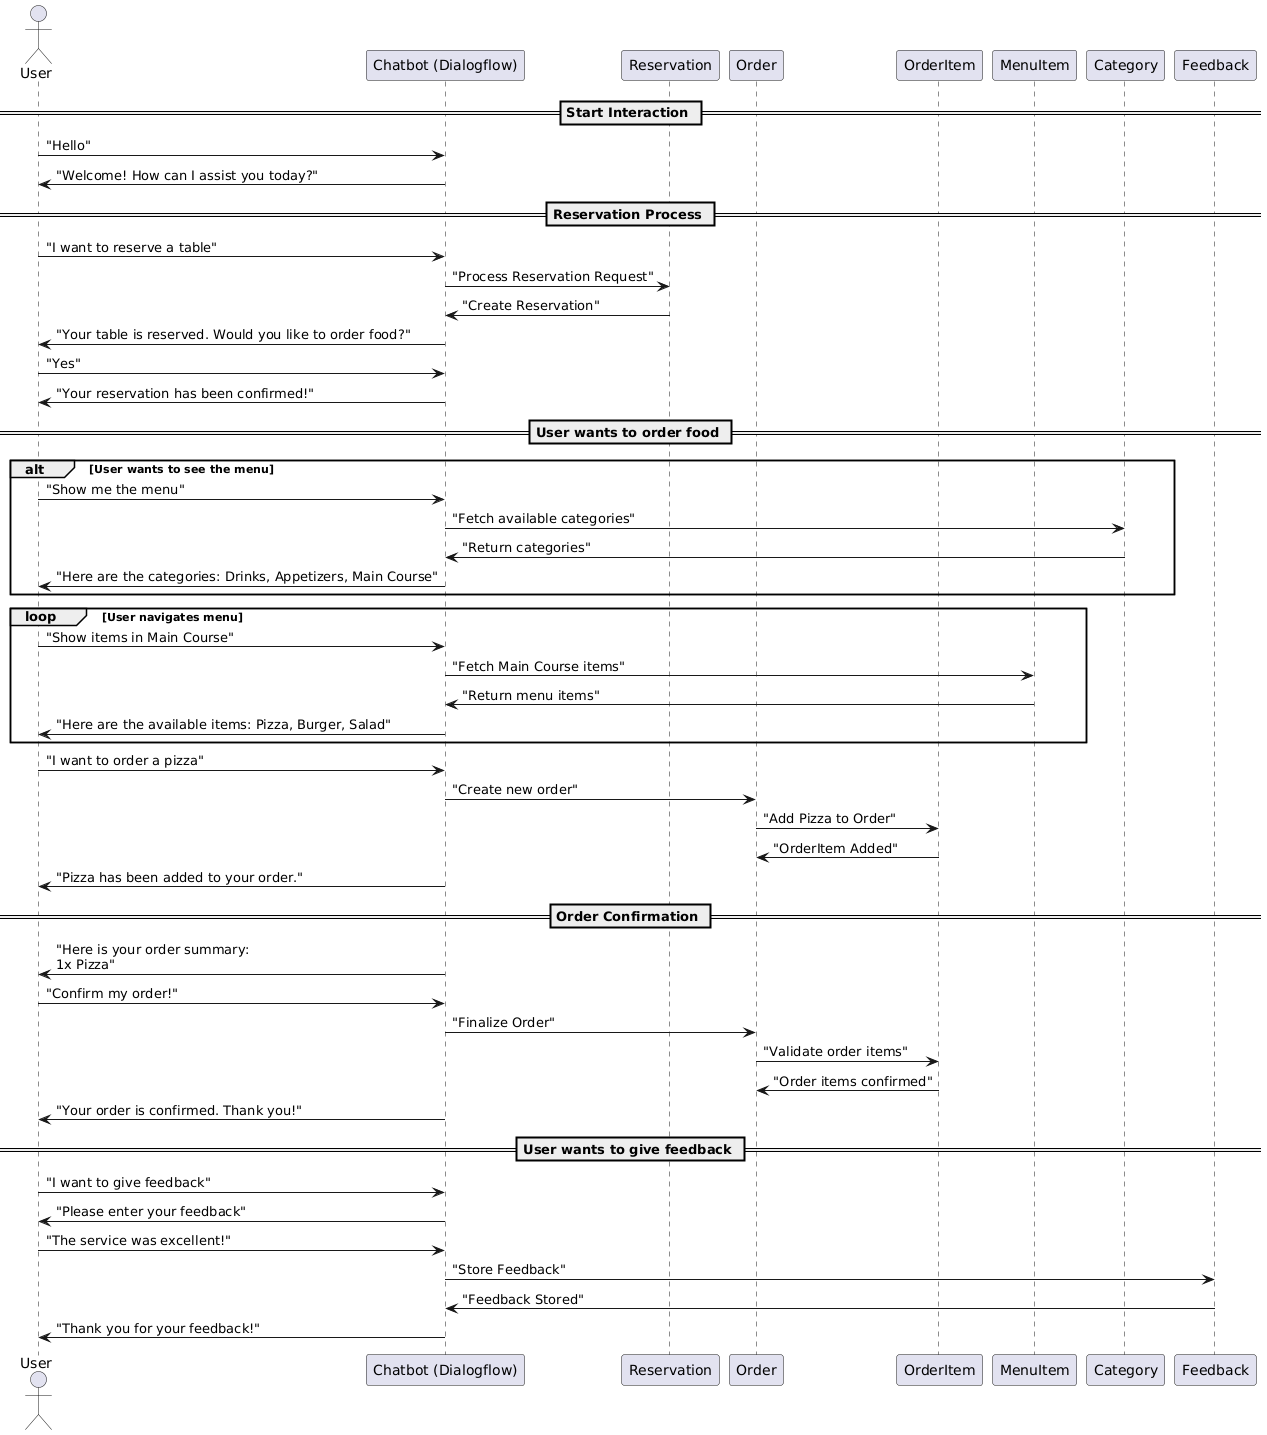 User
Chatbot (Dialogflow)
Reservation
Order
OrderItem
MenuItem
Category
Feedback
Start Interaction
"Hello"
"Welcome! How can I assist you today?"
Reservation Process
"I want to reserve a table"
"Process Reservation Request"
"Create Reservation"
"Your table is reserved. Would you like to order food?"
"Yes"
"Your reservation has been confirmed!"
User wants to order food
alt
[User wants to see the menu]
"Show me the menu"
"Fetch available categories"
"Return categories"
"Here are the categories: Drinks, Appetizers, Main Course"
loop
[User navigates menu]
"Show items in Main Course"
"Fetch Main Course items"
"Return menu items"
"Here are the available items: Pizza, Burger, Salad"
"I want to order a pizza"
"Create new order"
"Add Pizza to Order"
"OrderItem Added"
"Pizza has been added to your order."
Order Confirmation
"Here is your order summary:
1x Pizza"
"Confirm my order!"
"Finalize Order"
"Validate order items"
"Order items confirmed"
"Your order is confirmed. Thank you!"
User wants to give feedback
"I want to give feedback"
"Please enter your feedback"
"The service was excellent!"
"Store Feedback"
"Feedback Stored"
"Thank you for your feedback!"
User
Chatbot (Dialogflow)
Reservation
Order
OrderItem
MenuItem
Category
Feedback